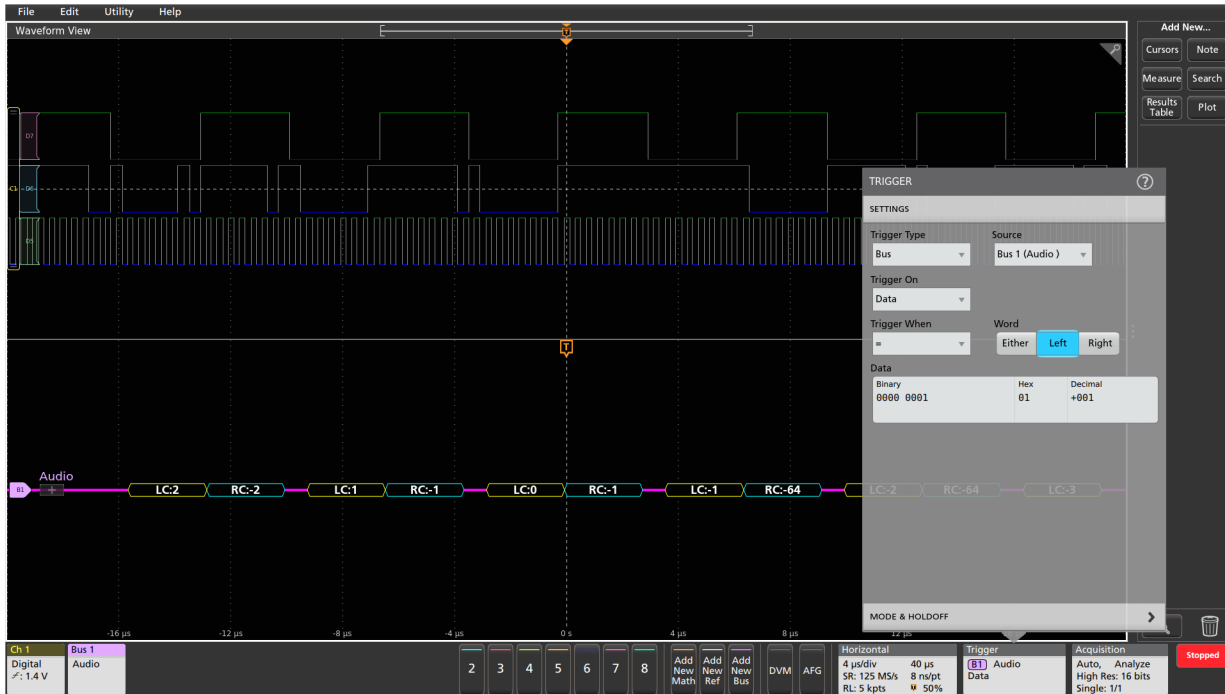 File Edit Utility Help
Waveform View
T
Add New...
Cursors Note
Measure Search
Results Table Plot
D7
C1 D6
D5
TRIGGER ?
SETTINGS
Trigger Type Source
Bus Bus 1 (Audio )
Trigger On
Data
Trigger When Word
= Either Left Right
Data
Binary Hex Decimal
0000 0001 01 +001
T
Audio
B1 + LC:2 RC:-2 LC:1 RC:-1 LC:0 RC:-1 LC:-1 RC:-64 LC:-2 RC:-64 LC:-3
MODE & HOLDOFF
-16 µs -12 µs -8 µs -4 µs 0 s 4 µs 8 µs 12 µs
Ch 1
Digital
1.4 V
Bus 1
Audio
2 3 4 5 6 7 8
Add New Math
Add New Ref
Add New Bus
DVM AFG
Horizontal
4 µs/div 40 µs
SR: 125 MS/s 8 ns/pt
RL: 5 kpts 50%
Trigger
B1 Audio
Data
Acquisition
Auto, Analyze
High Res: 16 bits
Single: 1/1
Stopped